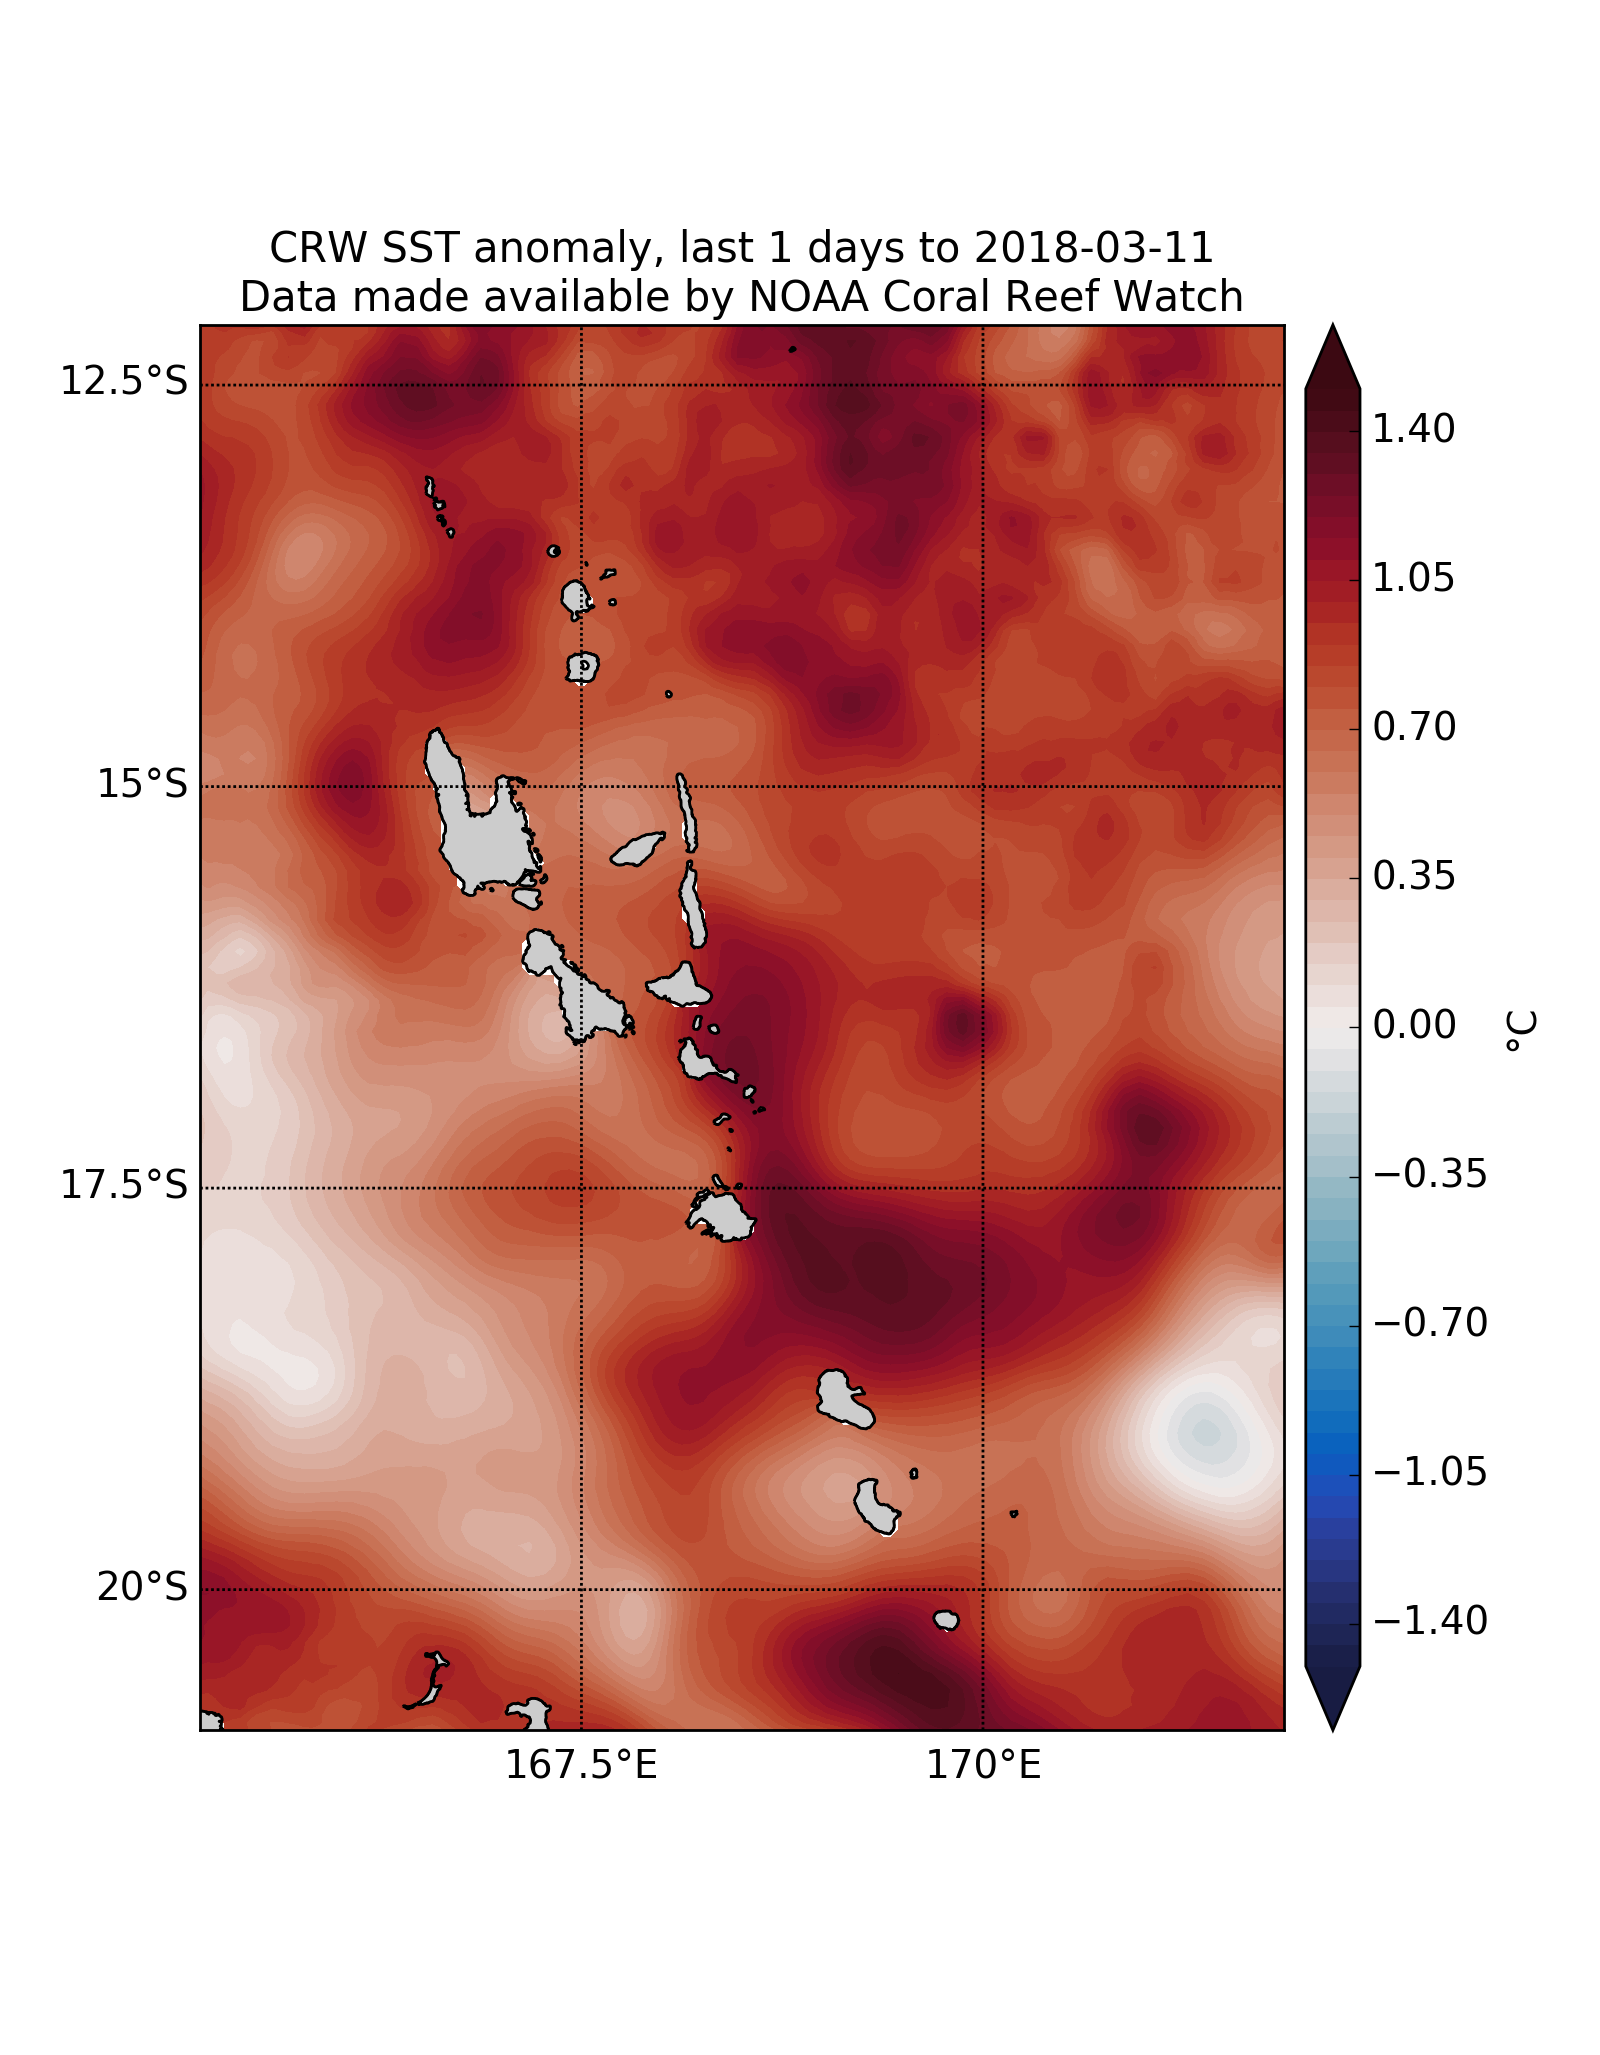 CRW SST anomaly, last 1 days to 2018-03-11
Data made available by NOAA Coral Reef Watch
12.5°S
15°S
17.5°S
20°S
167.5°E
170°E
1.40
1.05
0.70
0.35
0.00
−0.35
−0.70
−1.05
−1.40
°C